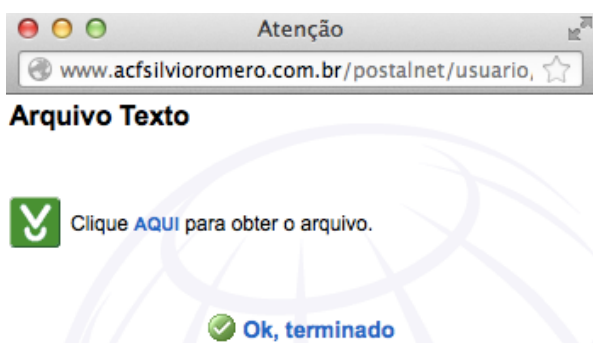 Atenção
www.acfsilvioromero.com.br/postalnet/usuario,
Arquivo Texto
Clique AQUI para obter o arquivo.
Ok, terminado